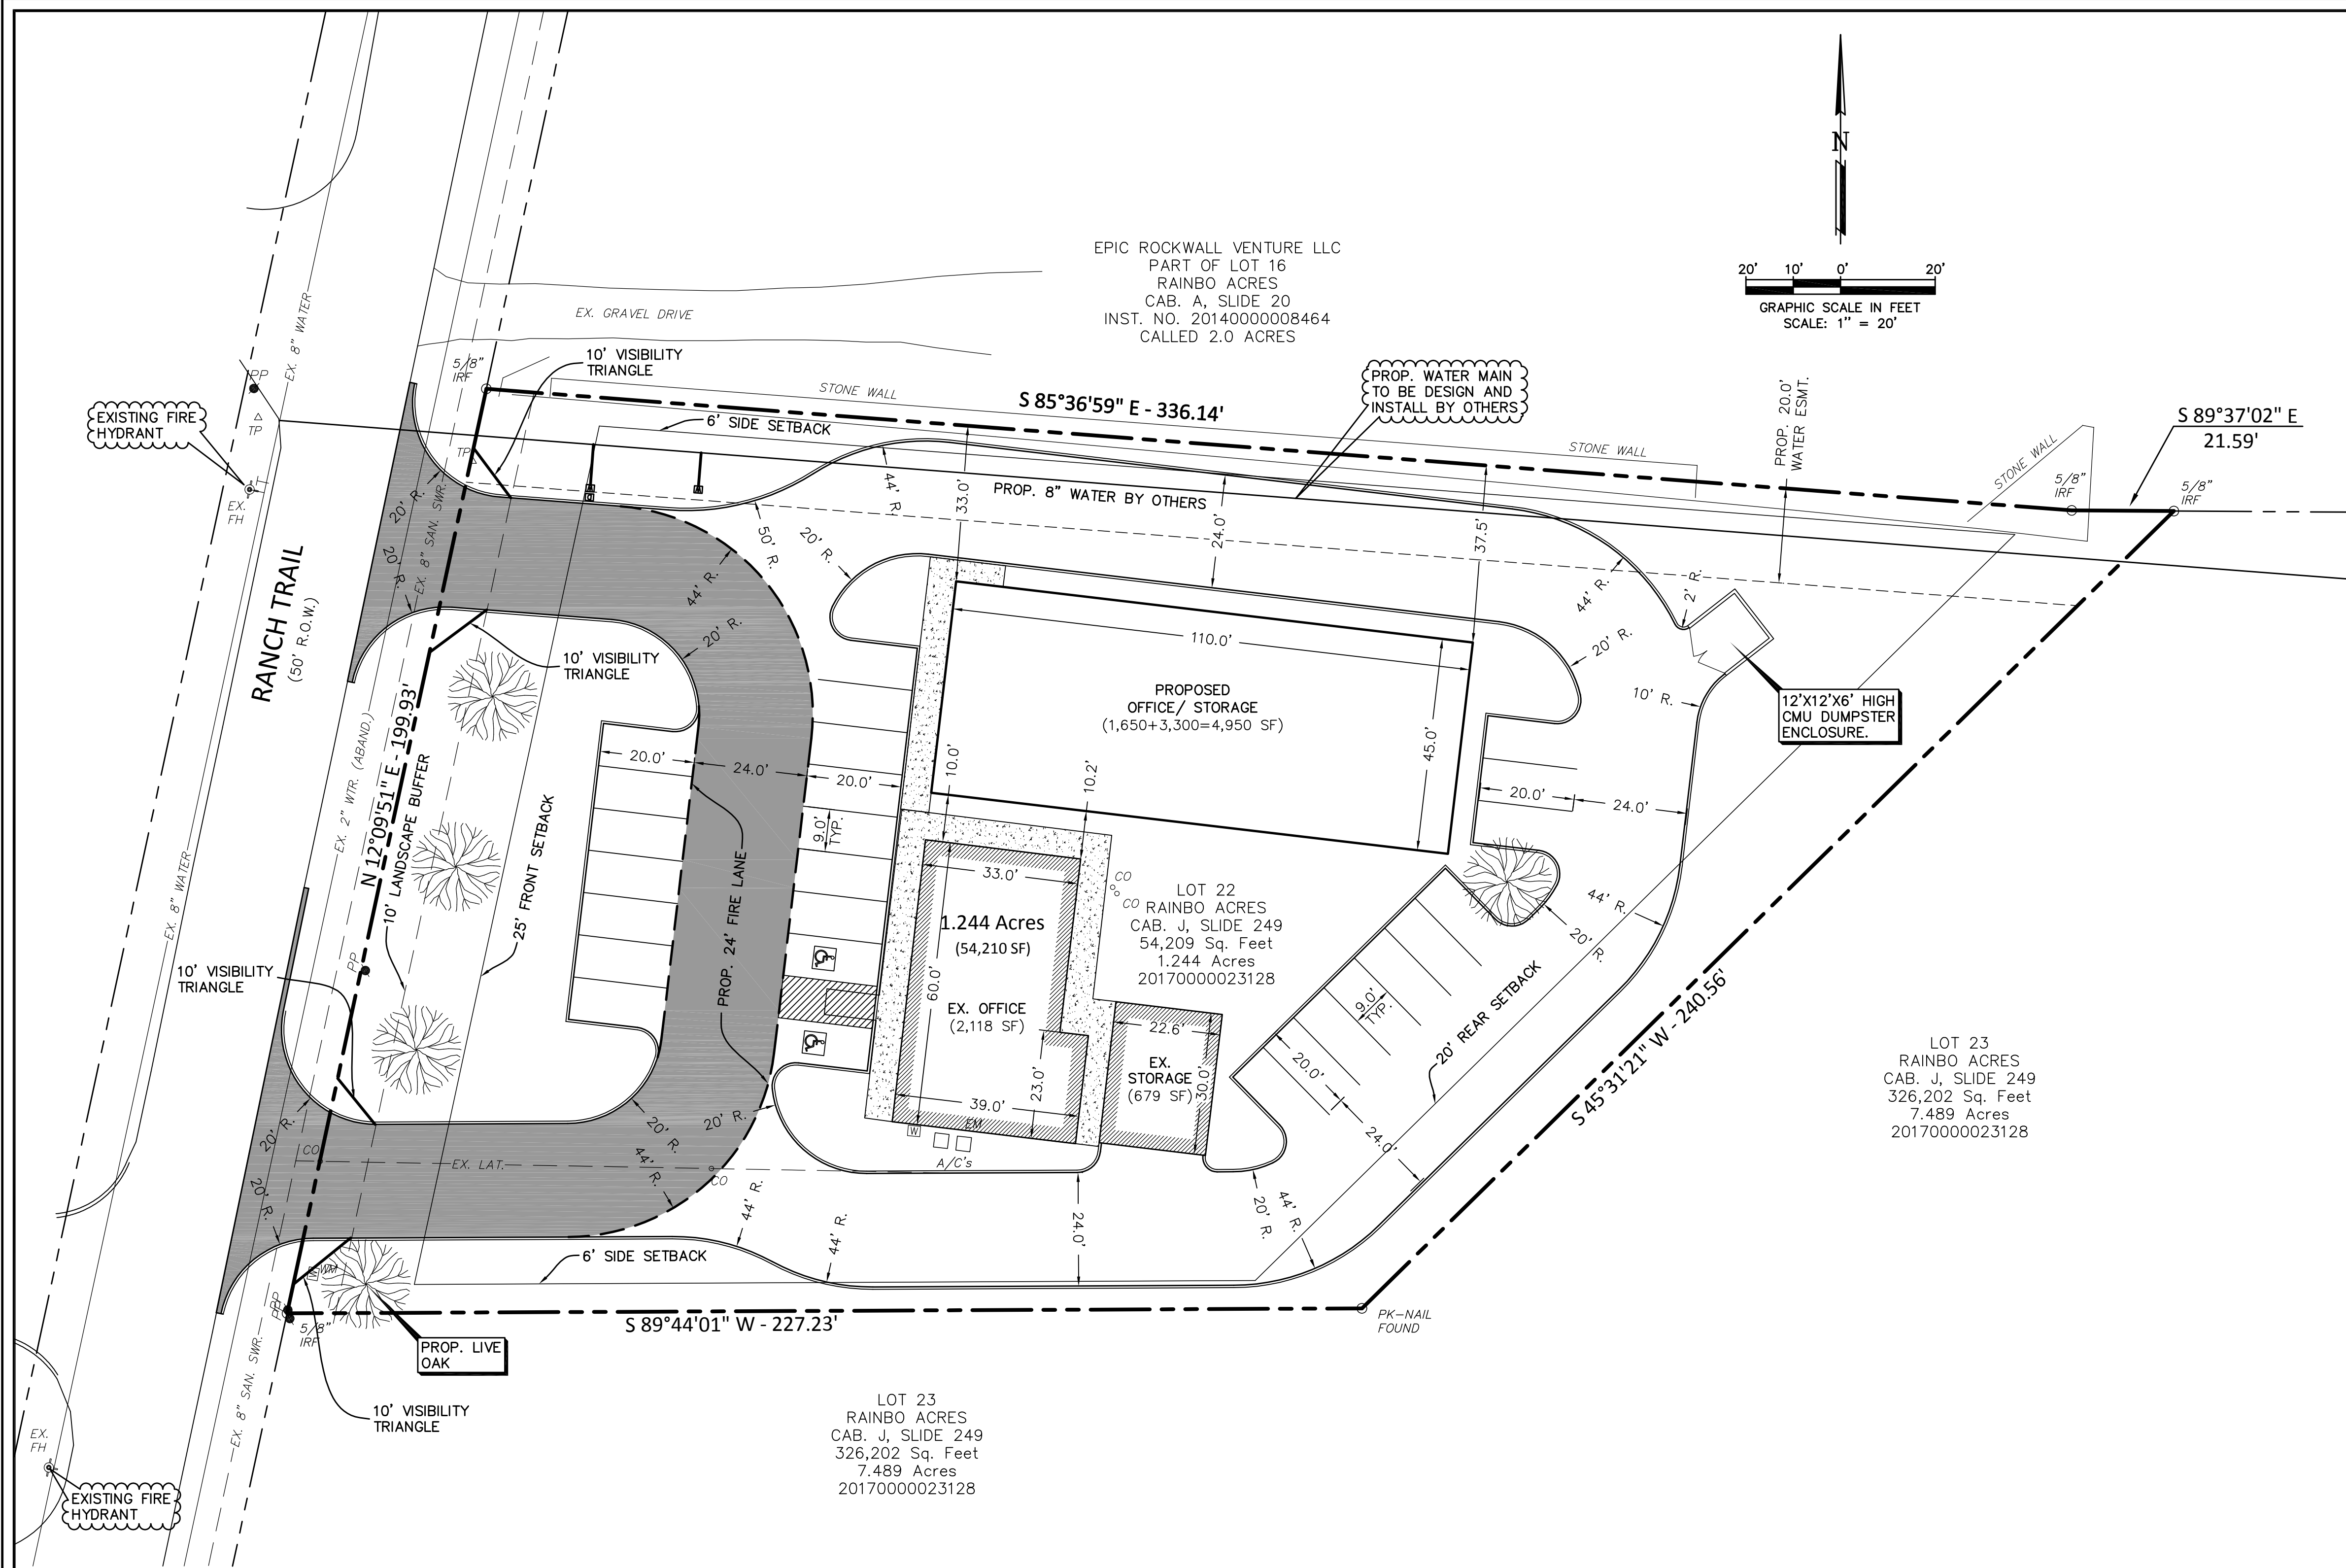 N
20' 10' 0' 20'
GRAPHIC SCALE IN FEET
SCALE: 1" = 20'
EPIC ROCKWALL VENTURE LLC
PART OF LOT 16
RAINBO ACRES
CAB. A, SLIDE 20
INST. NO. 20140000008464
CALLED 2.0 ACRES
EX. GRAVEL DRIVE
EX. 8" WATER
10' VISIBILITY
TRIANGLE
5/8"
IRF
PP
TP
EXISTING FIRE
HYDRANT
EX.
FH
TP
STONE WALL
S 85°36'59" E - 336.14'
6' SIDE SETBACK
PROP. WATER MAIN
TO BE DESIGN AND
INSTALL BY OTHERS
STONE WALL
PROP. 20.0'
WATER ESMT.
STONE WALL
S 89°37'02" E
21.59'
5/8"
IRF
5/8"
IRF
PROP. 8" WATER BY OTHERS
20' R.
20' R.
EX. 8" SAN. SWR.
44' R.
50' R.
20' R.
44' R.
33.0'
24.0'
37.5'
44' R.
2' R.
20' R.
20' R.
RANCH TRAIL
(50' R.O.W.)
10' VISIBILITY
TRIANGLE
110.0'
PROPOSED
OFFICE/ STORAGE
(1,650+3,300=4,950 SF)
45.0'
10' R.
12'X12'X6' HIGH
CMU DUMPSTER
ENCLOSURE.
N 12°09'51" E - 199.93'
EX. 2" WTR. (ABAND.)
10' LANDSCAPE BUFFER
25' FRONT SETBACK
20.0'
24.0'
20.0'
9.0'
TYP.
PROP. 24' FIRE LANE
10.0'
10.2'
20.0'
24.0'
EX. 8" WATER
33.0'
1.244 Acres
(54,210 SF)
60.0'
EX. OFFICE
(2,118 SF)
23.0'
39.0'
CO
CO
LOT 22
RAINBO ACRES
CAB. J, SLIDE 249
54,209 Sq. Feet
1.244 Acres
20170000023128
22.6'
EX.
STORAGE
(679 SF)
30.0'
44' R.
20' R.
9.0'
TYP.
20.0'
24.0'
20' REAR SETBACK
S 45°31'21" W - 240.56'
LOT 23
RAINBO ACRES
CAB. J, SLIDE 249
326,202 Sq. Feet
7.489 Acres
20170000023128
PP
10' VISIBILITY
TRIANGLE
20' R.
CO
EX. LAT.
CO
20' R.
44' R.
20' R.
W
EM
A/C's
20' R.
44' R.
44' R.
24.0'
20' R.
44' R.
6' SIDE SETBACK
WM
PP
5/8"
IRF
S 89°44'01" W - 227.23'
PK-NAIL
FOUND
PROP. LIVE
OAK
EX. 8" SAN. SWR.
10' VISIBILITY
TRIANGLE
EX.
FH
EXISTING FIRE
HYDRANT
LOT 23
RAINBO ACRES
CAB. J, SLIDE 249
326,202 Sq. Feet
7.489 Acres
20170000023128